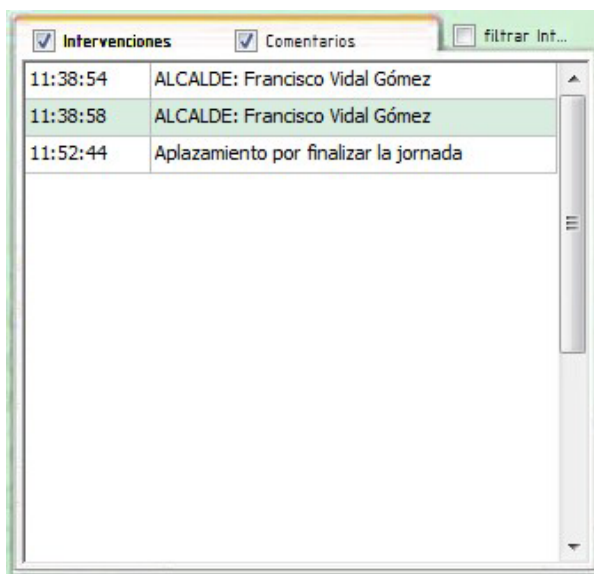 Intervenciones Comentarios filtrar Int...
11:38:54 ALCALDE: Francisco Vidal Gómez
11:38:58 ALCALDE: Francisco Vidal Gómez
11:52:44 Aplazamiento por finalizar la jornada